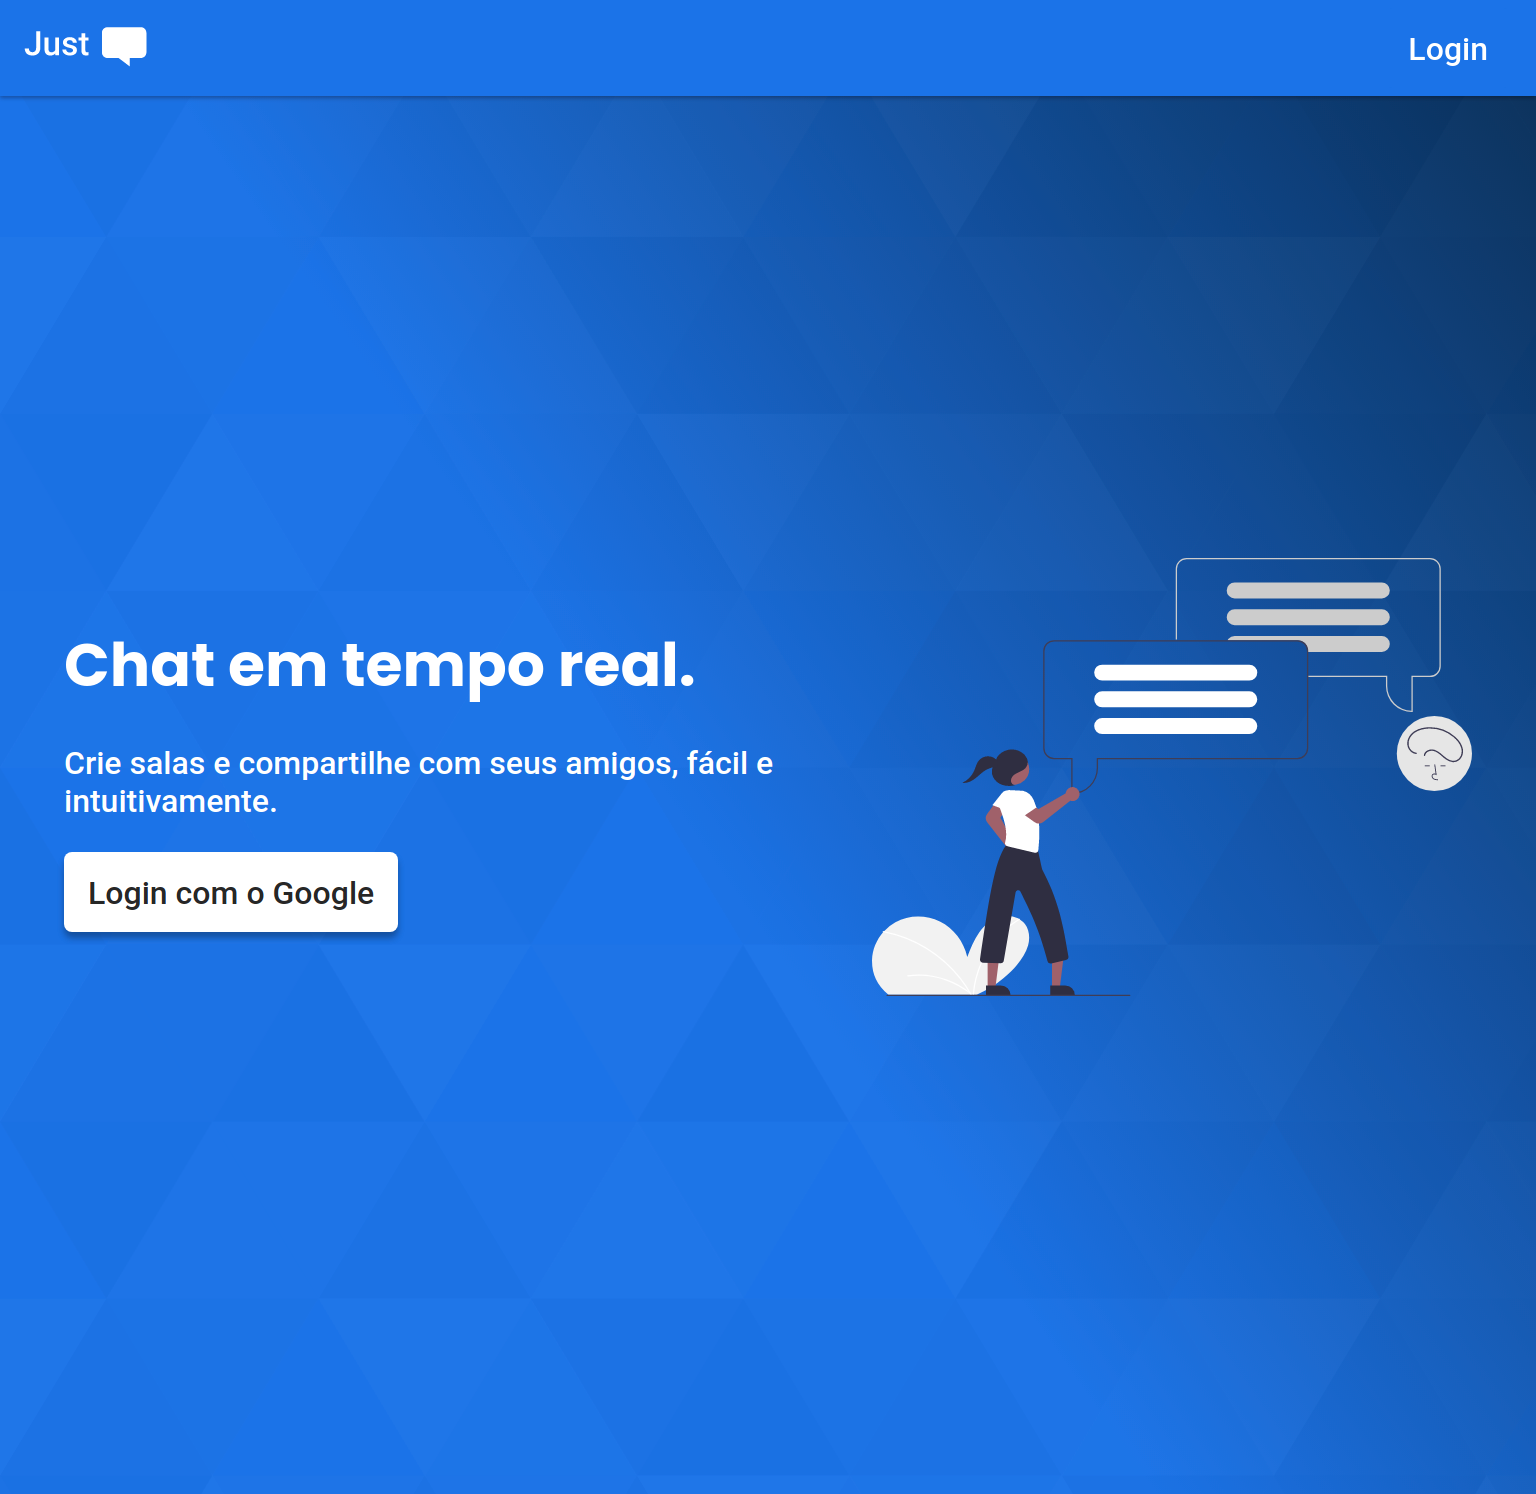 Just
Login
Chat em tempo real.
Crie salas e compartilhe com seus amigos, fácil e
intuitivamente.
Login com o Google